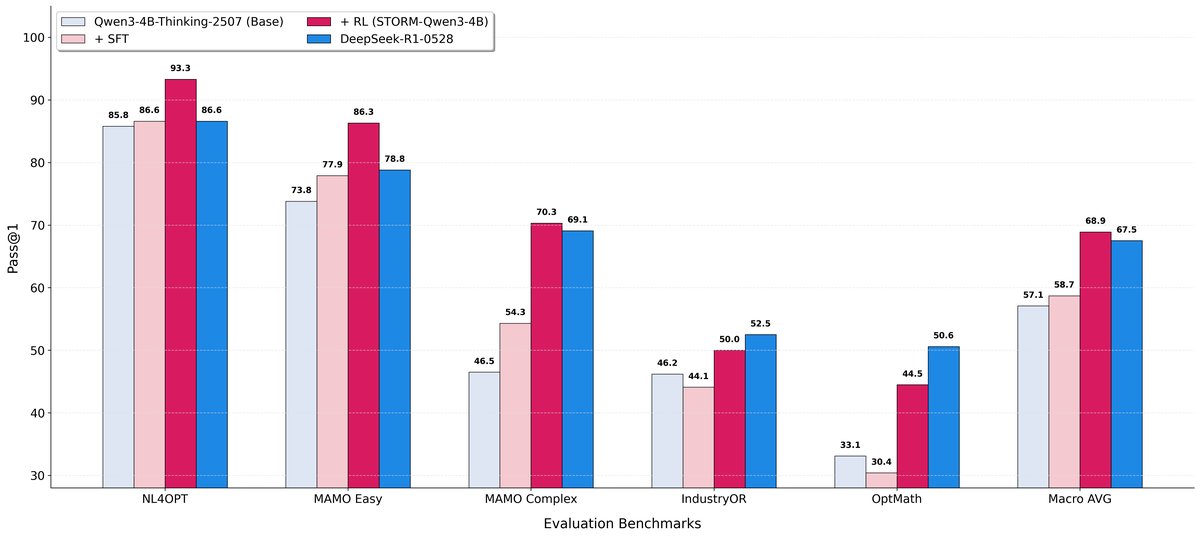 Qwen3-4B-Thinking-2507 (Base)
+ SFT
+ RL (STORM-Qwen3-4B)
DeepSeek-R1-0528
Pass@1
100
90
80
70
60
50
40
30
85.8
86.6
93.3
86.6
73.8
77.9
86.3
78.8
46.5
54.3
70.3
69.1
46.2
44.1
50.0
52.5
33.1
30.4
44.5
50.6
57.1
58.7
68.9
67.5
NL4OPT
MAMO Easy
MAMO Complex
IndustryOR
OptMath
Macro AVG
Evaluation Benchmarks